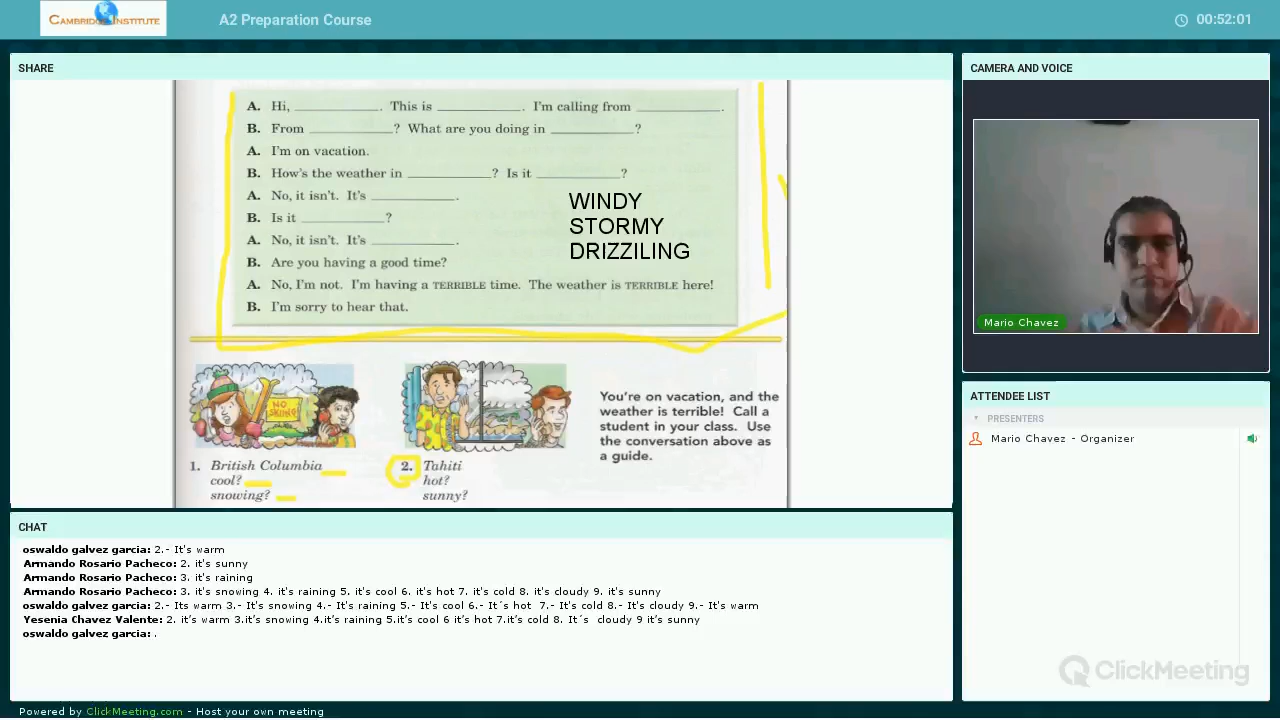 CAMBRIDGE INSTITUTE
A2 Preparation Course
00:52:01
SHARE
A. Hi, ____________. This is ____________. I'm calling from ____________.
B. From ____________? What are you doing in ____________?
A. I'm on vacation.
B. How's the weather in ____________? Is it ____________?
A. No, it isn't. It's ____________.
B. Is it ____________?
A. No, it isn't. It's ____________.
B. Are you having a good time?
A. No, I'm not. I'm having a TERRIBLE time. The weather is TERRIBLE here!
B. I'm sorry to hear that.
WINDY
STORMY
DRIZZILING
NO
SKIING
1. British Columbia
cool?
snowing?
2. Tahiti
hot?
sunny?
You're on vacation, and the
weather is terrible! Call a
student in your class. Use
the conversation above as
a guide.
CAMERA AND VOICE
Mario Chavez
ATTENDEE LIST
PRESENTERS
Mario Chavez - Organizer
CHAT
oswaldo galvez garcia: 2.- It's warm
Armando Rosario Pacheco: 2. it's sunny
Armando Rosario Pacheco: 3. it's raining
Armando Rosario Pacheco: 3. it's snowing 4. it's raining 5. it's cool 6. it's hot 7. it's cold 8. it's cloudy 9. it's sunny
oswaldo galvez garcia: 2.- Its warm 3.- It's snowing 4.- It's raining 5.- It's cool 6.- It´s hot 7.- It's cold 8.- It's cloudy 9.- It's warm
Yesenia Chavez Valente: 2. it’s warm 3.it’s snowing 4.it’s raining 5.it’s cool 6 it’s hot 7.it’s cold 8. It´s cloudy 9 it’s sunny
oswaldo galvez garcia: .
ClickMeeting
Powered by ClickMeeting.com - Host your own meeting